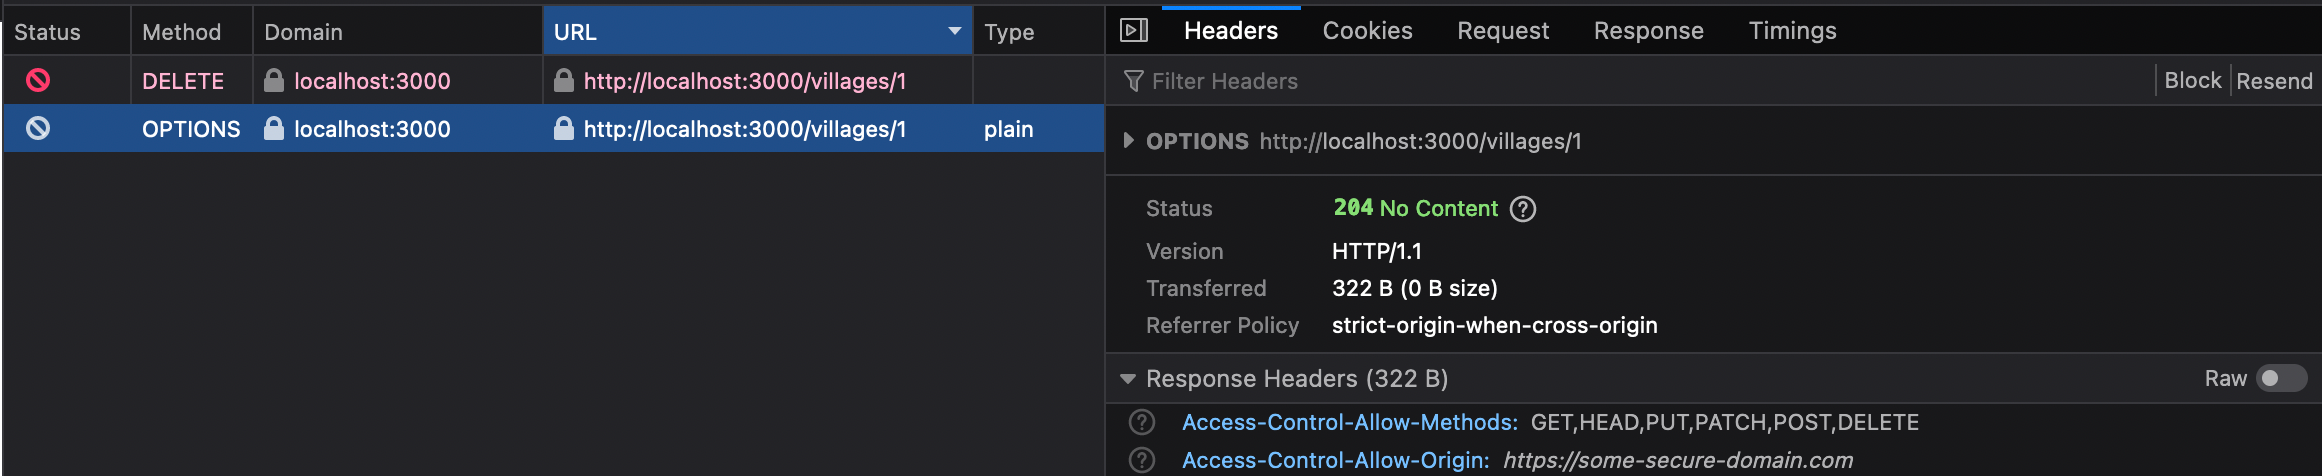 Status Method Domain URL Type
DELETE localhost:3000 http://localhost:3000/villages/1
OPTIONS localhost:3000 http://localhost:3000/villages/1 plain
Headers Cookies Request Response Timings
Filter Headers Block Resend
OPTIONS http://localhost:3000/villages/1
Status 204 No Content ?
Version HTTP/1.1
Transferred 322 B (0 B size)
Referrer Policy strict-origin-when-cross-origin
Response Headers (322 B) Raw
? Access-Control-Allow-Methods: GET,HEAD,PUT,PATCH,POST,DELETE
? Access-Control-Allow-Origin: https://some-secure-domain.com